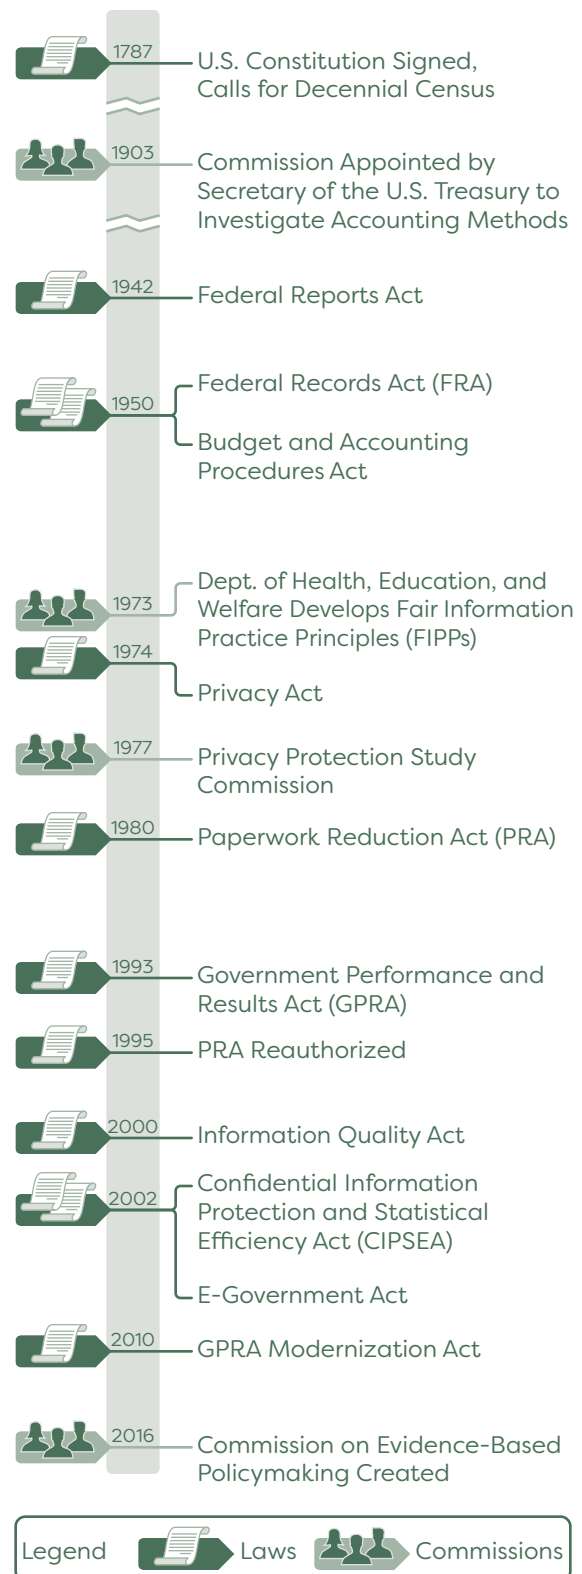 1787
U.S. Constitution Signed,
Calls for Decennial Census
1903
Commission Appointed by
Secretary of the U.S. Treasury to
Investigate Accounting Methods
1942
Federal Reports Act
1950
Federal Records Act (FRA)
Budget and Accounting
Procedures Act
1973
Dept. of Health, Education, and
Welfare Develops Fair Information
Practice Principles (FIPPs)
1974
Privacy Act
1977
Privacy Protection Study
Commission
1980
Paperwork Reduction Act (PRA)
1993
Government Performance and
Results Act (GPRA)
1995
PRA Reauthorized
2000
Information Quality Act
2002
Confidential Information
Protection and Statistical
Efficiency Act (CIPSEA)
E-Government Act
2010
GPRA Modernization Act
2016
Commission on Evidence-Based
Policymaking Created
Legend Laws Commissions